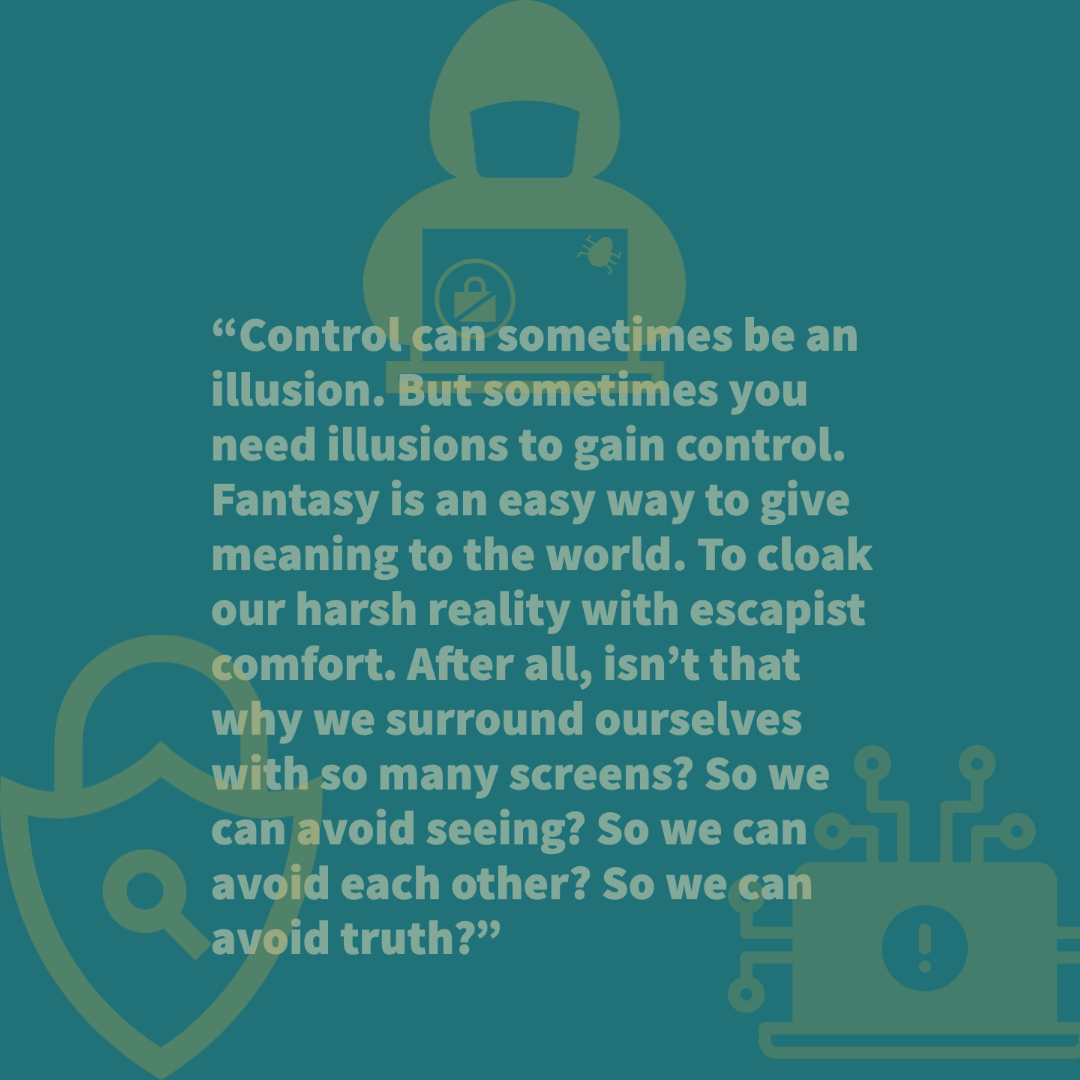 “Control can sometimes be an
illusion. But sometimes you
need illusions to gain control.
Fantasy is an easy way to give
meaning to the world. To cloak
our harsh reality with escapist
comfort. After all, isn’t that
why we surround ourselves
with so many screens? So we
can avoid seeing? So we can
avoid each other? So we can
avoid truth?”